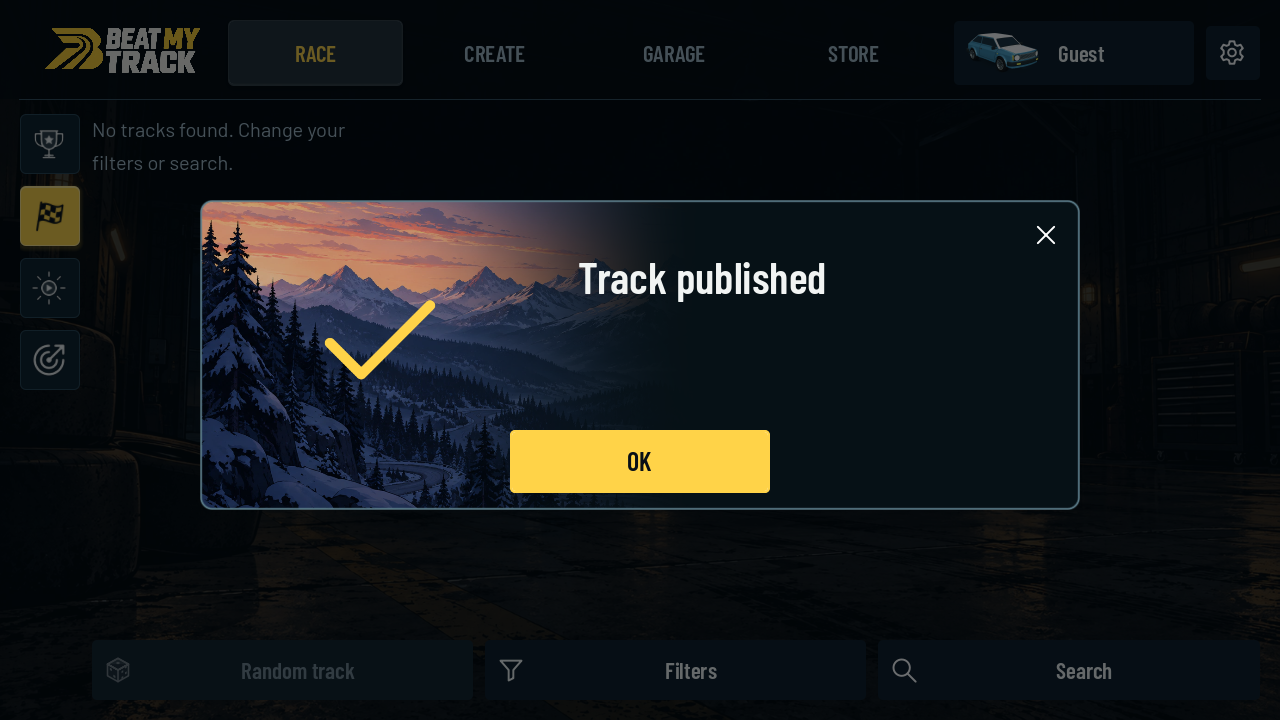 BEAT MY
TRACK
RACE
CREATE
GARAGE
STORE
Guest
No tracks found. Change your
filters or search.
Track published
OK
Random track
Filters
Search